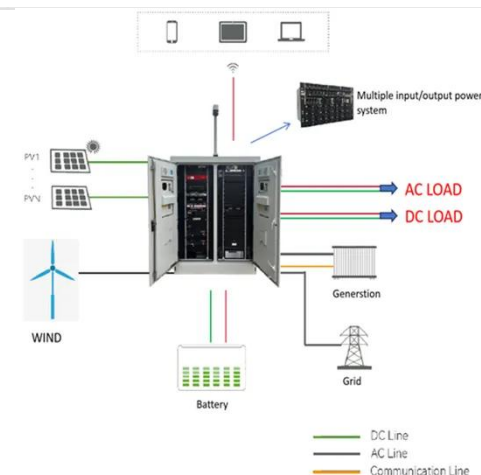 Multiple input/output power
system
PV1
PVN
AC LOAD
DC LOAD
WIND
Generstion
Grid
Battery
DC Line
AC Line
Communication Line